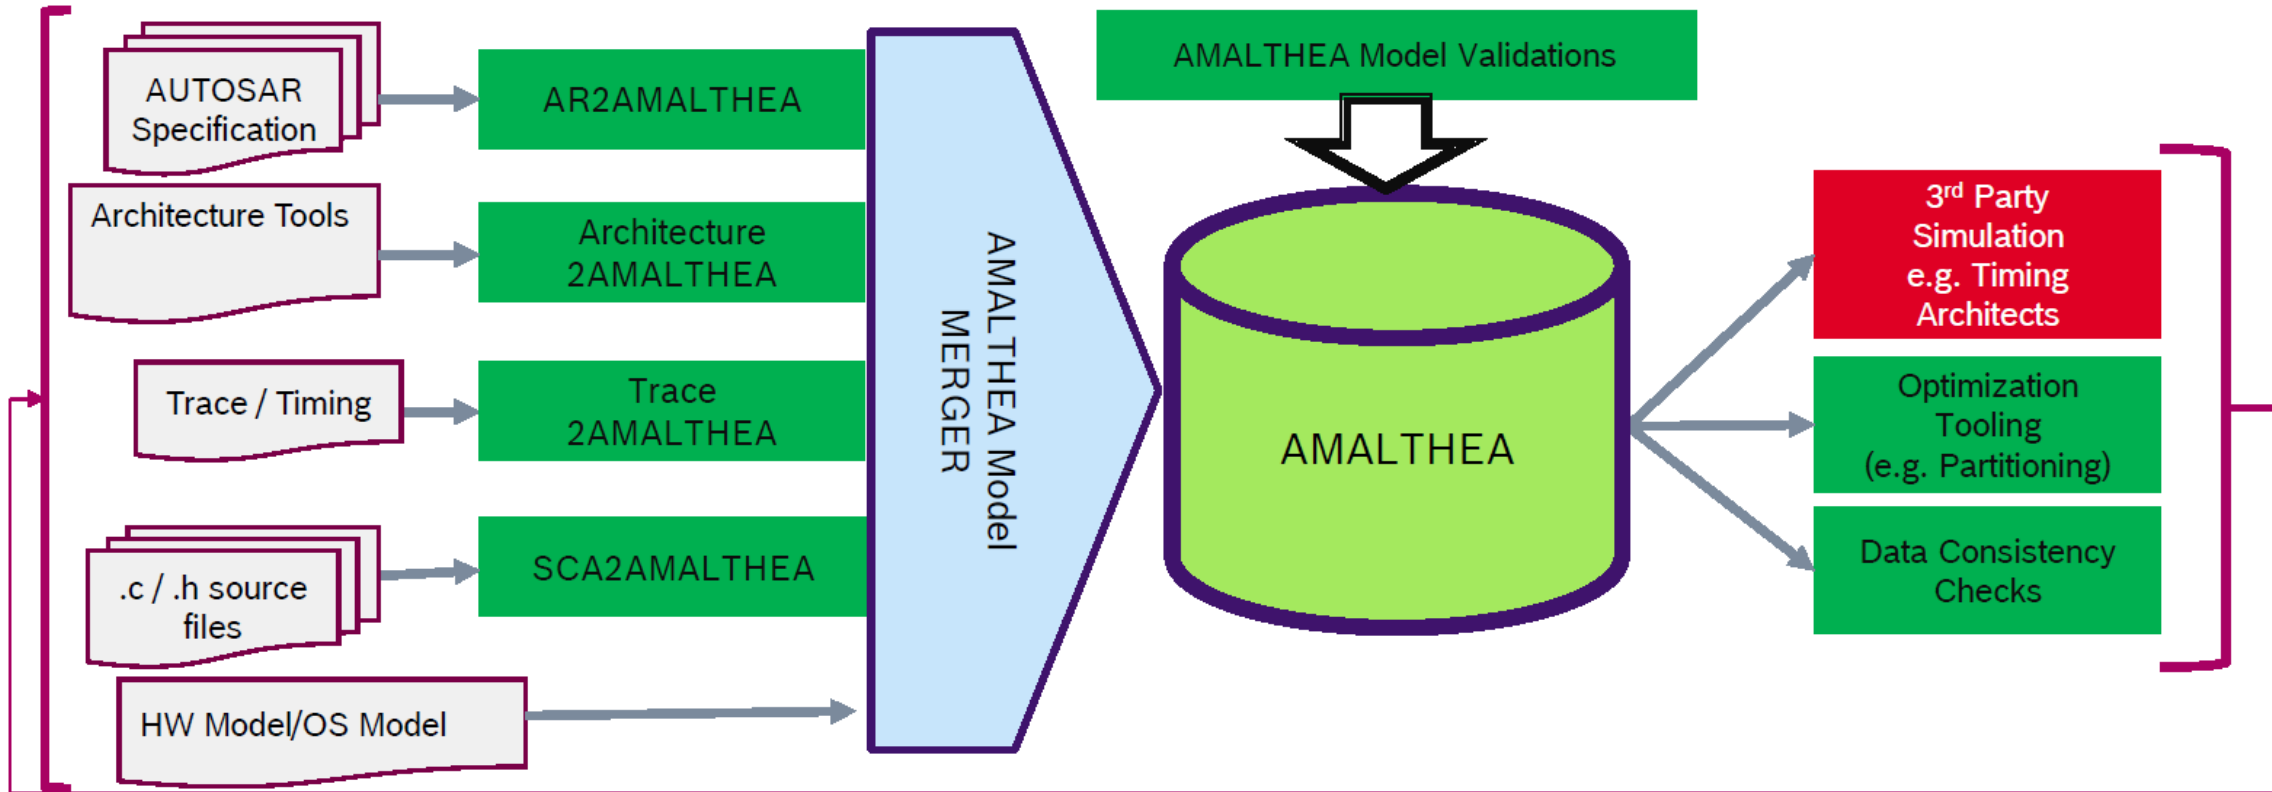 AUTOSAR
Specification
AR2AMALTHEA
Architecture Tools
Architecture
2AMALTHEA
Trace / Timing
Trace
2AMALTHEA
.c / .h source
files
SCA2AMALTHEA
HW Model/OS Model
AMALTHEA Model
MERGER
AMALTHEA Model Validations
AMALTHEA
3rd Party
Simulation
e.g. Timing
Architects
Optimization
Tooling
(e.g. Partitioning)
Data Consistency
Checks